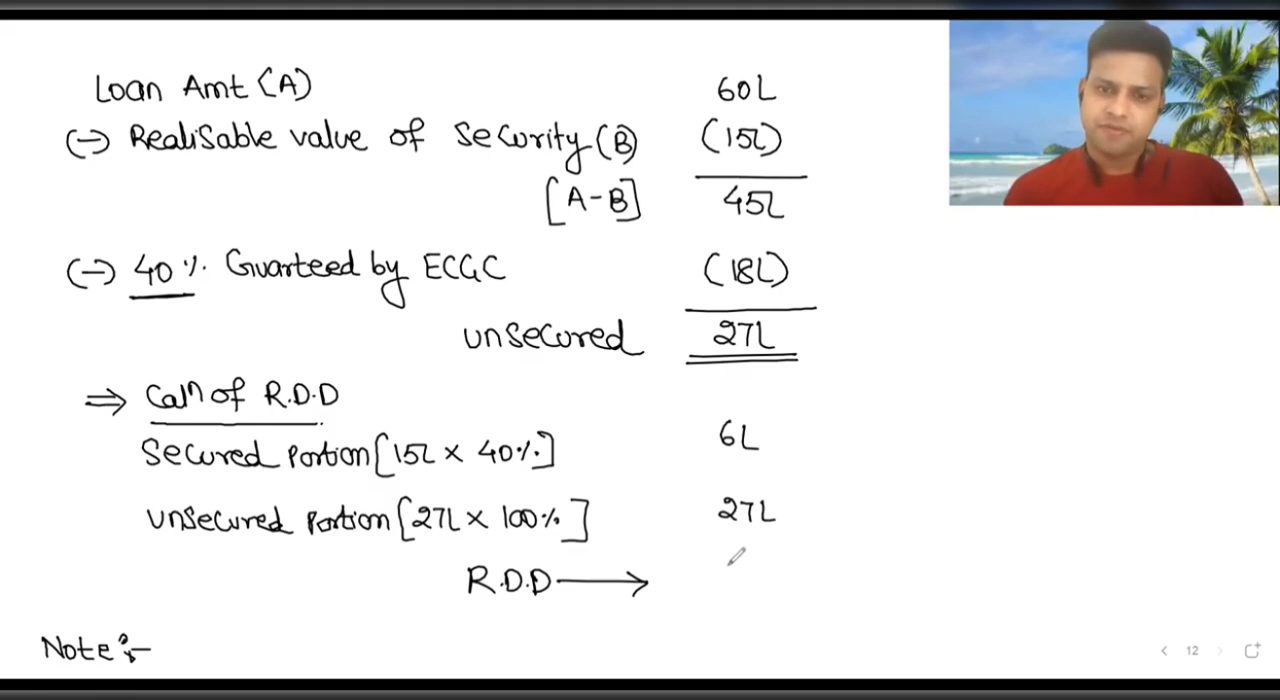 Loan Amt (A) 60L
(-) Realisable value of Security (B) (15L)
[A-B] 45L
(-) 40% Guarteed by ECGC (18L)
unsecured 27L
⇒ Caln of R.D.D
Secured Portion [15L × 40%] 6L
unsecured Portion [27L × 100%] 27L
R.D.D →
Note :-
< 12 >